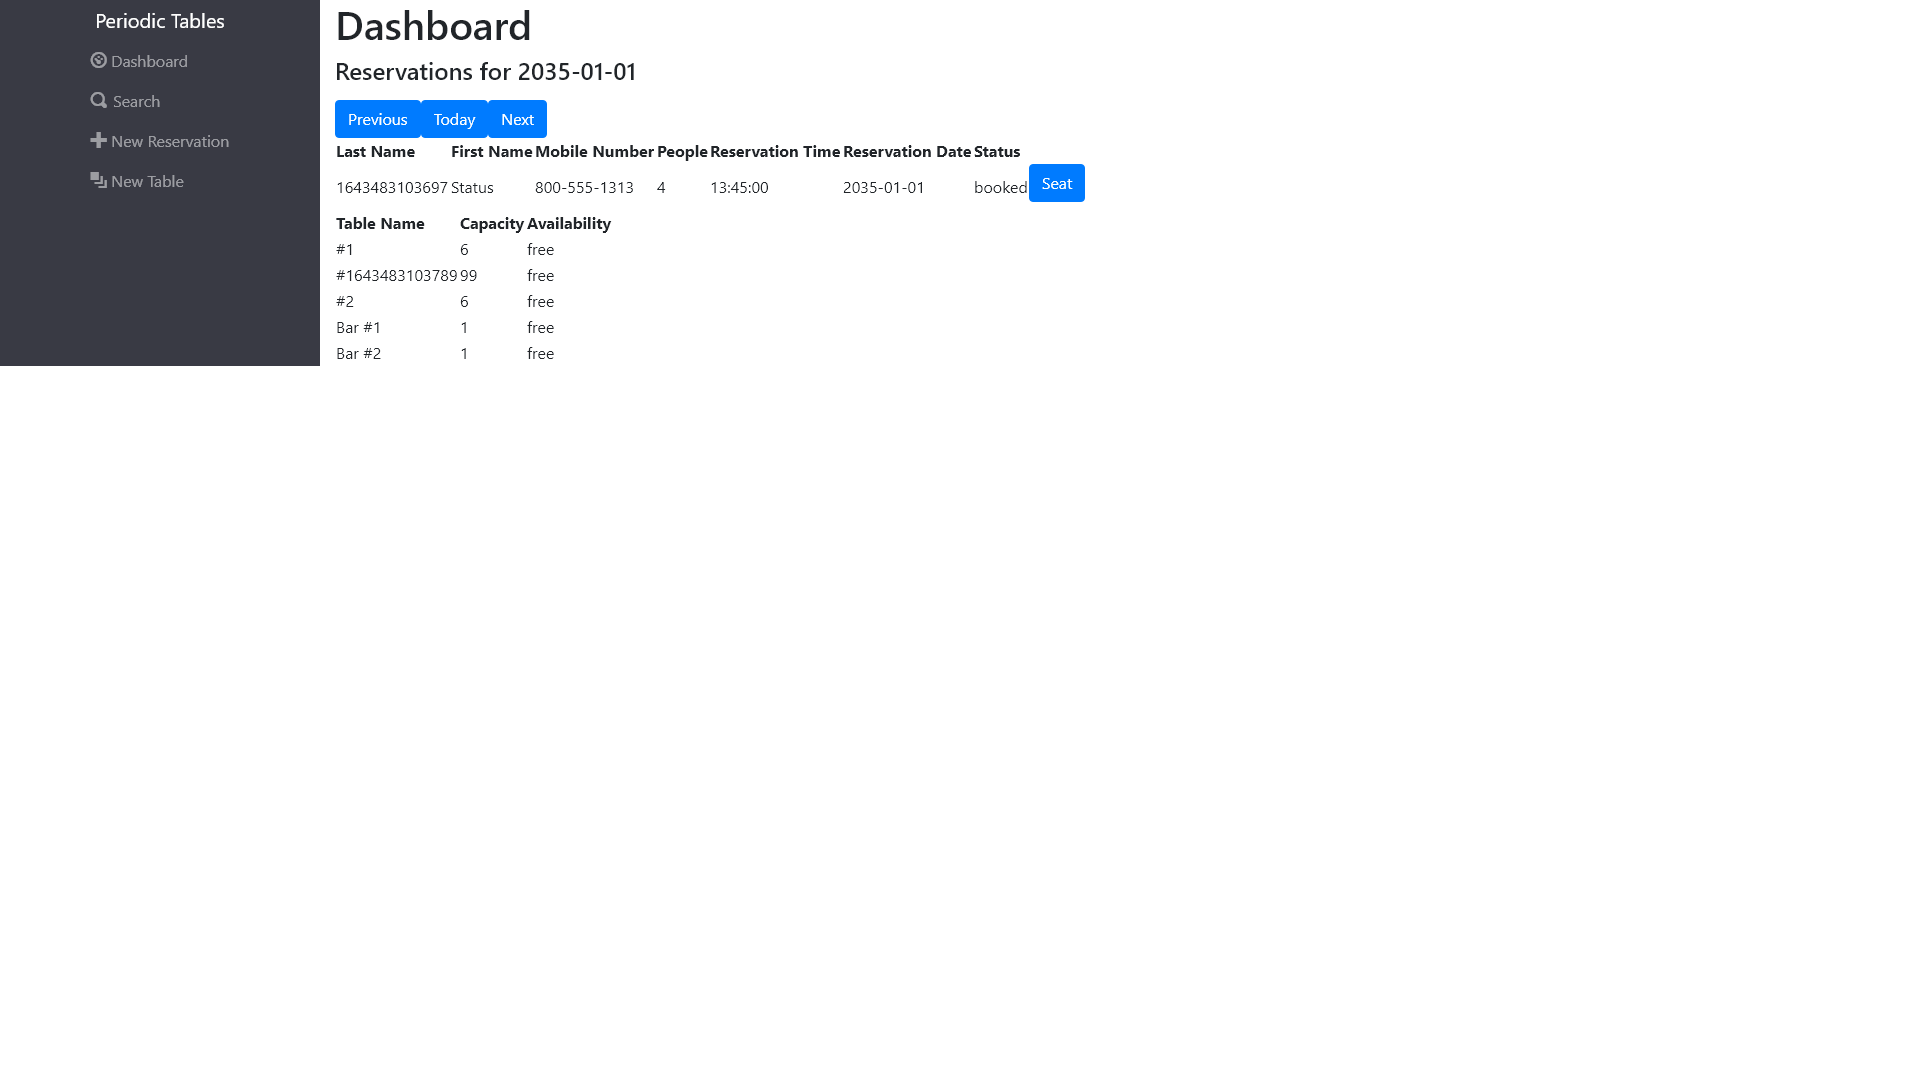 Periodic Tables
Dashboard
Search
New Reservation
New Table
Dashboard
Reservations for 2035-01-01
Previous Today Next
Last Name First Name Mobile Number People Reservation Time Reservation Date Status
1643483103697 Status 800-555-1313 4 13:45:00 2035-01-01 booked Seat
Table Name Capacity Availability
#1 6 free
#1643483103789 99 free
#2 6 free
Bar #1 1 free
Bar #2 1 free